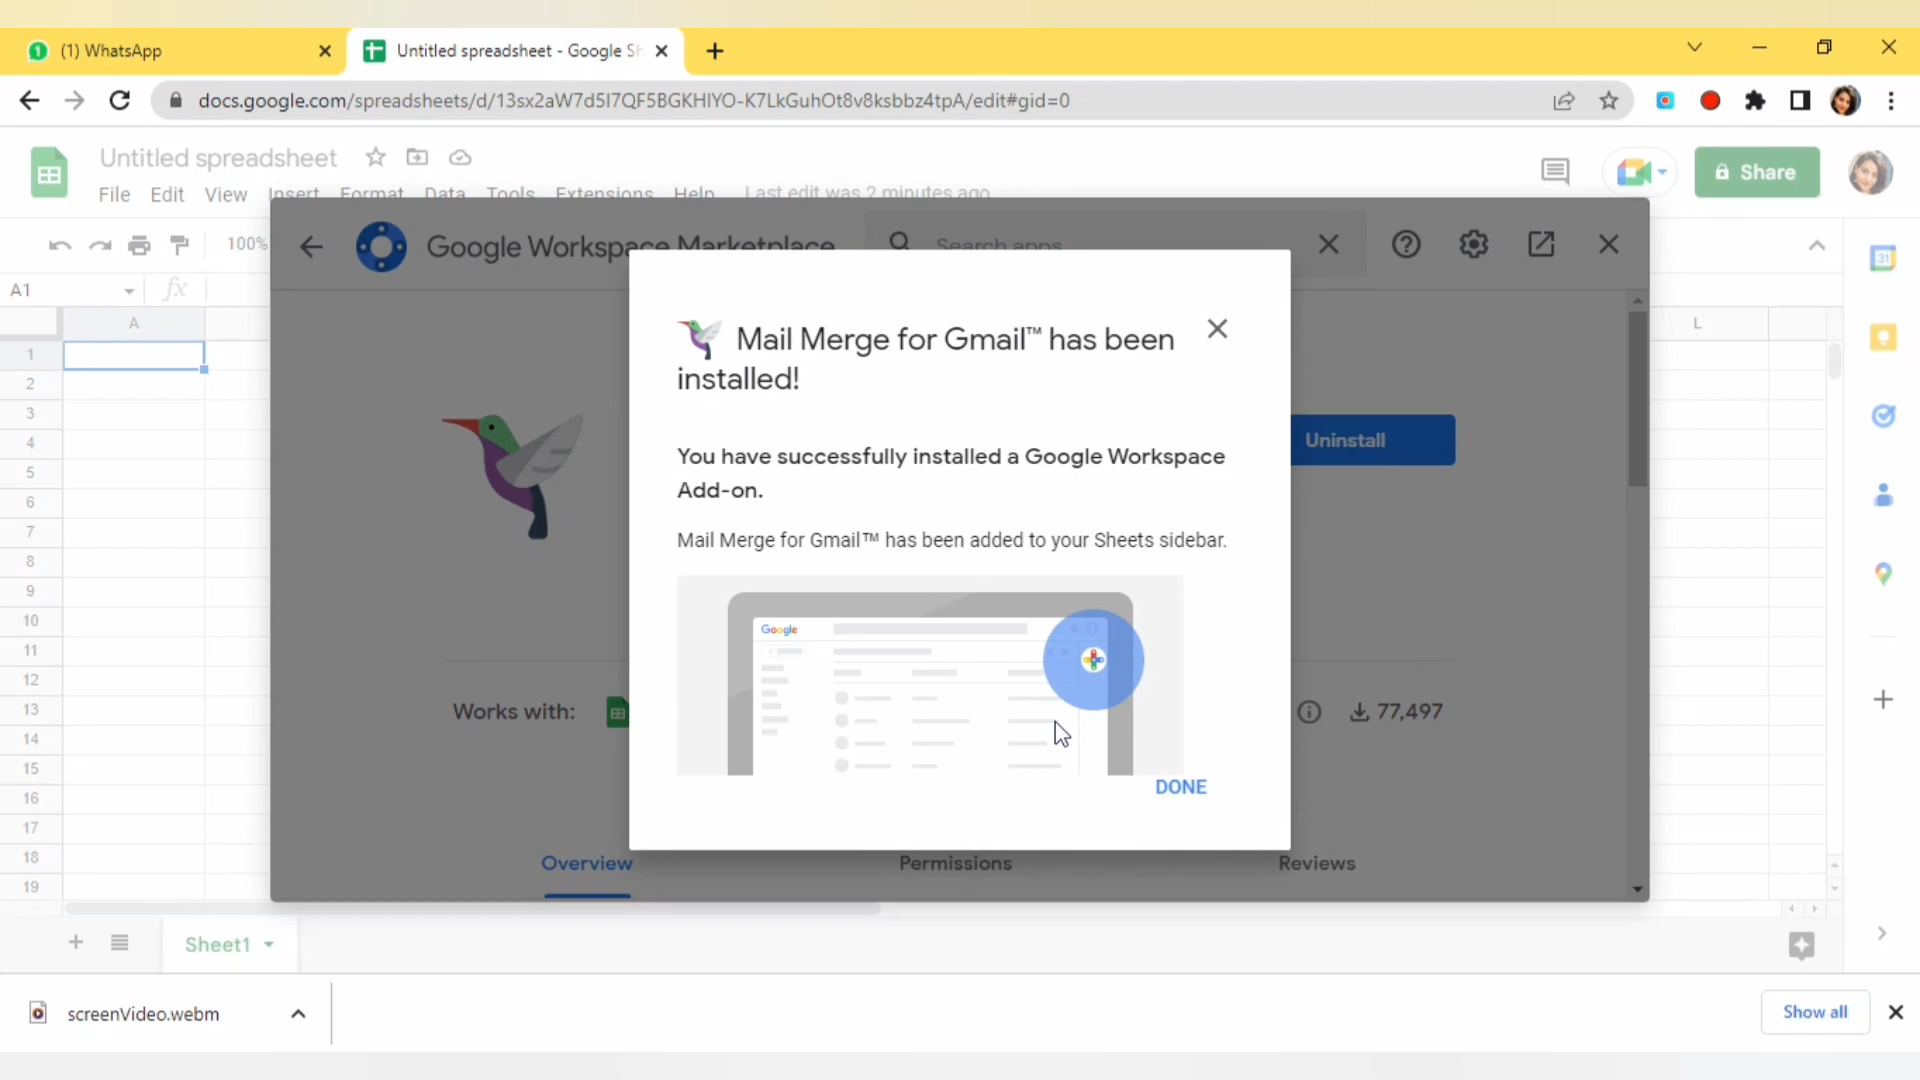 (1) WhatsApp
Untitled spreadsheet - Google Sh
docs.google.com/spreadsheets/d/13sx2aW7d5I7QF5BGKHIYO-K7LkGuhOt8v8ksbbz4tpA/edit#gid=0
Untitled spreadsheet
File Edit View Insert Format Data Tools Extensions Help Last edit was 2 minutes ago
Share
100%
Google Workspace Marketplace
Search apps
A1
fx
A
L
31
1
2
3
4
5
6
7
8
9
10
11
12
13
14
15
16
17
18
19
Mail Merge for Gmail™ has been
installed!
Uninstall
You have successfully installed a Google Workspace
Add-on.
Mail Merge for Gmail™ has been added to your Sheets sidebar.
Google
Works with:
77,497
DONE
Overview
Permissions
Reviews
Sheet1
screenVideo.webm
Show all